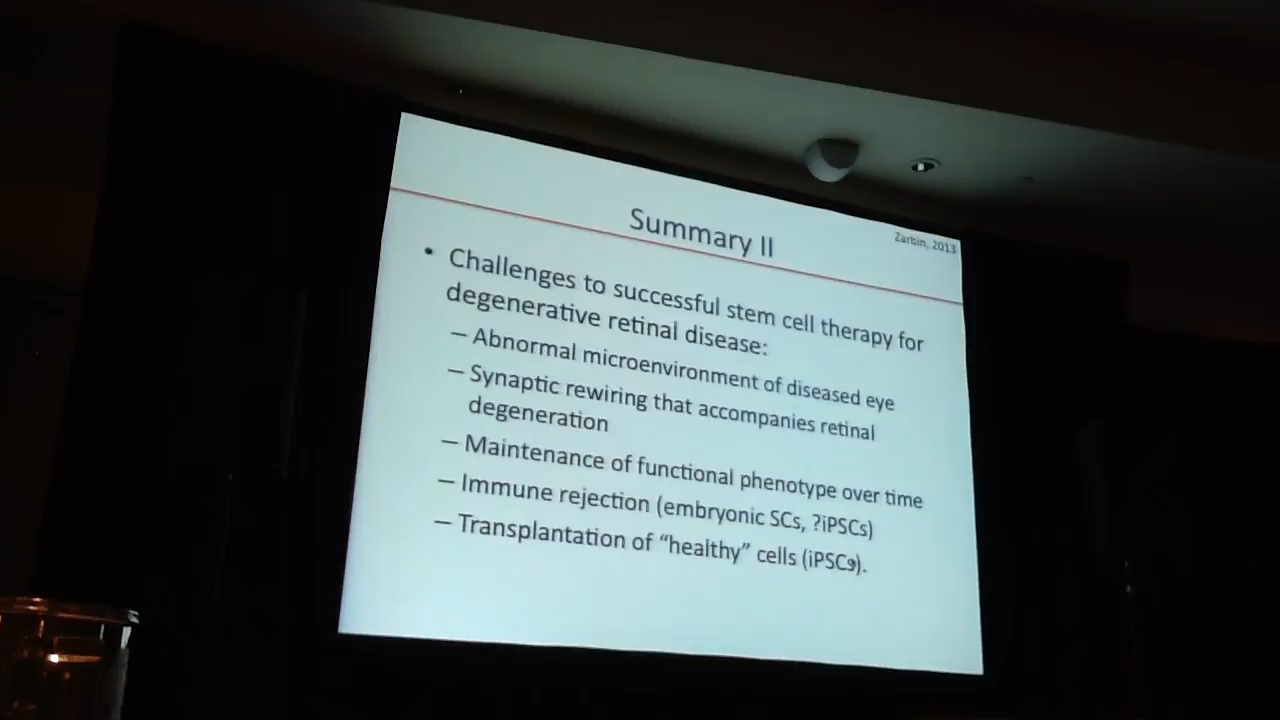 Summary II
Zarbin, 2013
• Challenges to successful stem cell therapy for
degenerative retinal disease:
– Abnormal microenvironment of diseased eye
– Synaptic rewiring that accompanies retinal
degeneration
– Maintenance of functional phenotype over time
– Immune rejection (embryonic SCs, ?iPSCs)
– Transplantation of “healthy” cells (iPSC9).